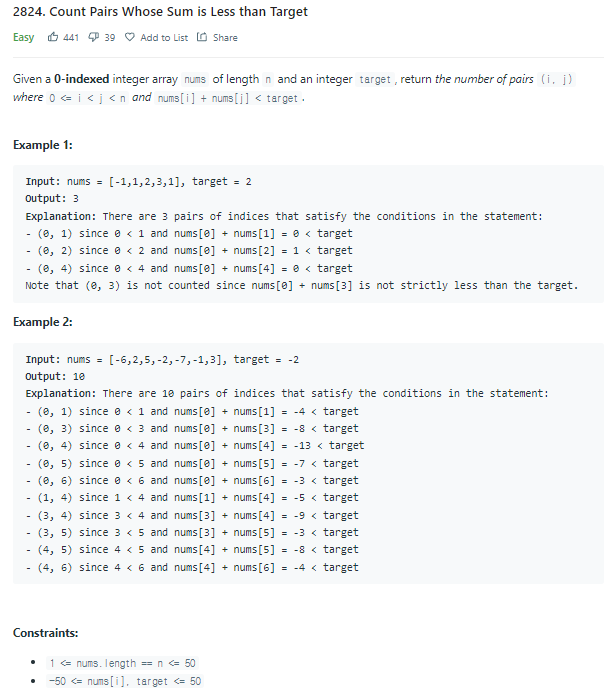 2824. Count Pairs Whose Sum is Less than Target
Easy 441 39 Add to List Share
Given a 0-indexed integer array nums of length n and an integer target, return the number of pairs (i, j)
where 0 <= i < j < n and nums[i] + nums[j] < target.
Example 1:
Input: nums = [-1,1,2,3,1], target = 2
Output: 3
Explanation: There are 3 pairs of indices that satisfy the conditions in the statement:
- (0, 1) since 0 < 1 and nums[0] + nums[1] = 0 < target
- (0, 2) since 0 < 2 and nums[0] + nums[2] = 1 < target
- (0, 4) since 0 < 4 and nums[0] + nums[4] = 0 < target
Note that (0, 3) is not counted since nums[0] + nums[3] is not strictly less than the target.
Example 2:
Input: nums = [-6,2,5,-2,-7,-1,3], target = -2
Output: 10
Explanation: There are 10 pairs of indices that satisfy the conditions in the statement:
- (0, 1) since 0 < 1 and nums[0] + nums[1] = -4 < target
- (0, 3) since 0 < 3 and nums[0] + nums[3] = -8 < target
- (0, 4) since 0 < 4 and nums[0] + nums[4] = -13 < target
- (0, 5) since 0 < 5 and nums[0] + nums[5] = -7 < target
- (0, 6) since 0 < 6 and nums[0] + nums[6] = -3 < target
- (1, 4) since 1 < 4 and nums[1] + nums[4] = -5 < target
- (3, 4) since 3 < 4 and nums[3] + nums[4] = -9 < target
- (3, 5) since 3 < 5 and nums[3] + nums[5] = -3 < target
- (4, 5) since 4 < 5 and nums[4] + nums[5] = -8 < target
- (4, 6) since 4 < 6 and nums[4] + nums[6] = -4 < target
Constraints:
• 1 <= nums.length == n <= 50
• -50 <= nums[i], target <= 50